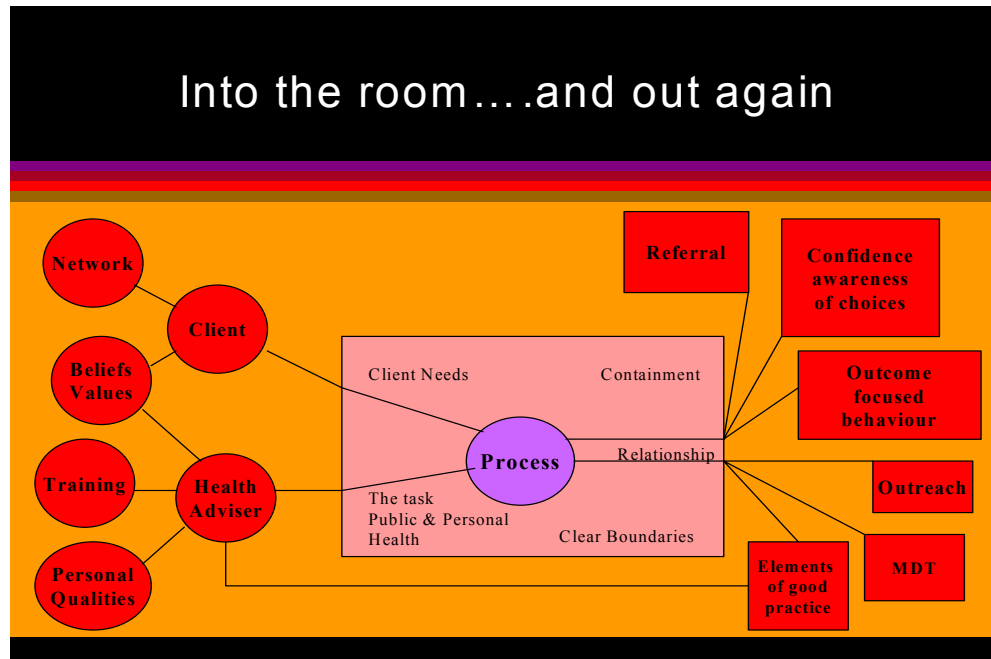 Into the room....and out again
Network
Client
Beliefs
Values
Training
Health
Adviser
Personal
Qualities
Client Needs
Containment
Process
Relationship
The task
Public & Personal
Health
Clear Boundaries
Referral
Confidence
awareness
of choices
Outcome
focused
behaviour
Outreach
MDT
Elements
of good
practice